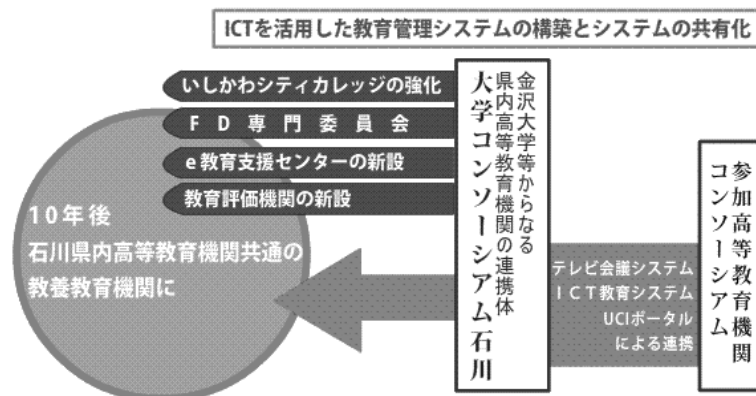 ICTを活用した教育管理システムの構築とシステムの共有化
いしかわシティカレッジの強化
FD専門委員会
e教育支援センターの新設
教育評価機関の新設
10年後
石川県内高等教育機関共通の
教養教育機関に
金沢大学等からなる
県内高等教育機関の連携体
大学コンソーシアム石川
テレビ会議システム
ICT教育システム
UCIポータル
による連携
参加高等教育機関
コンソーシアム